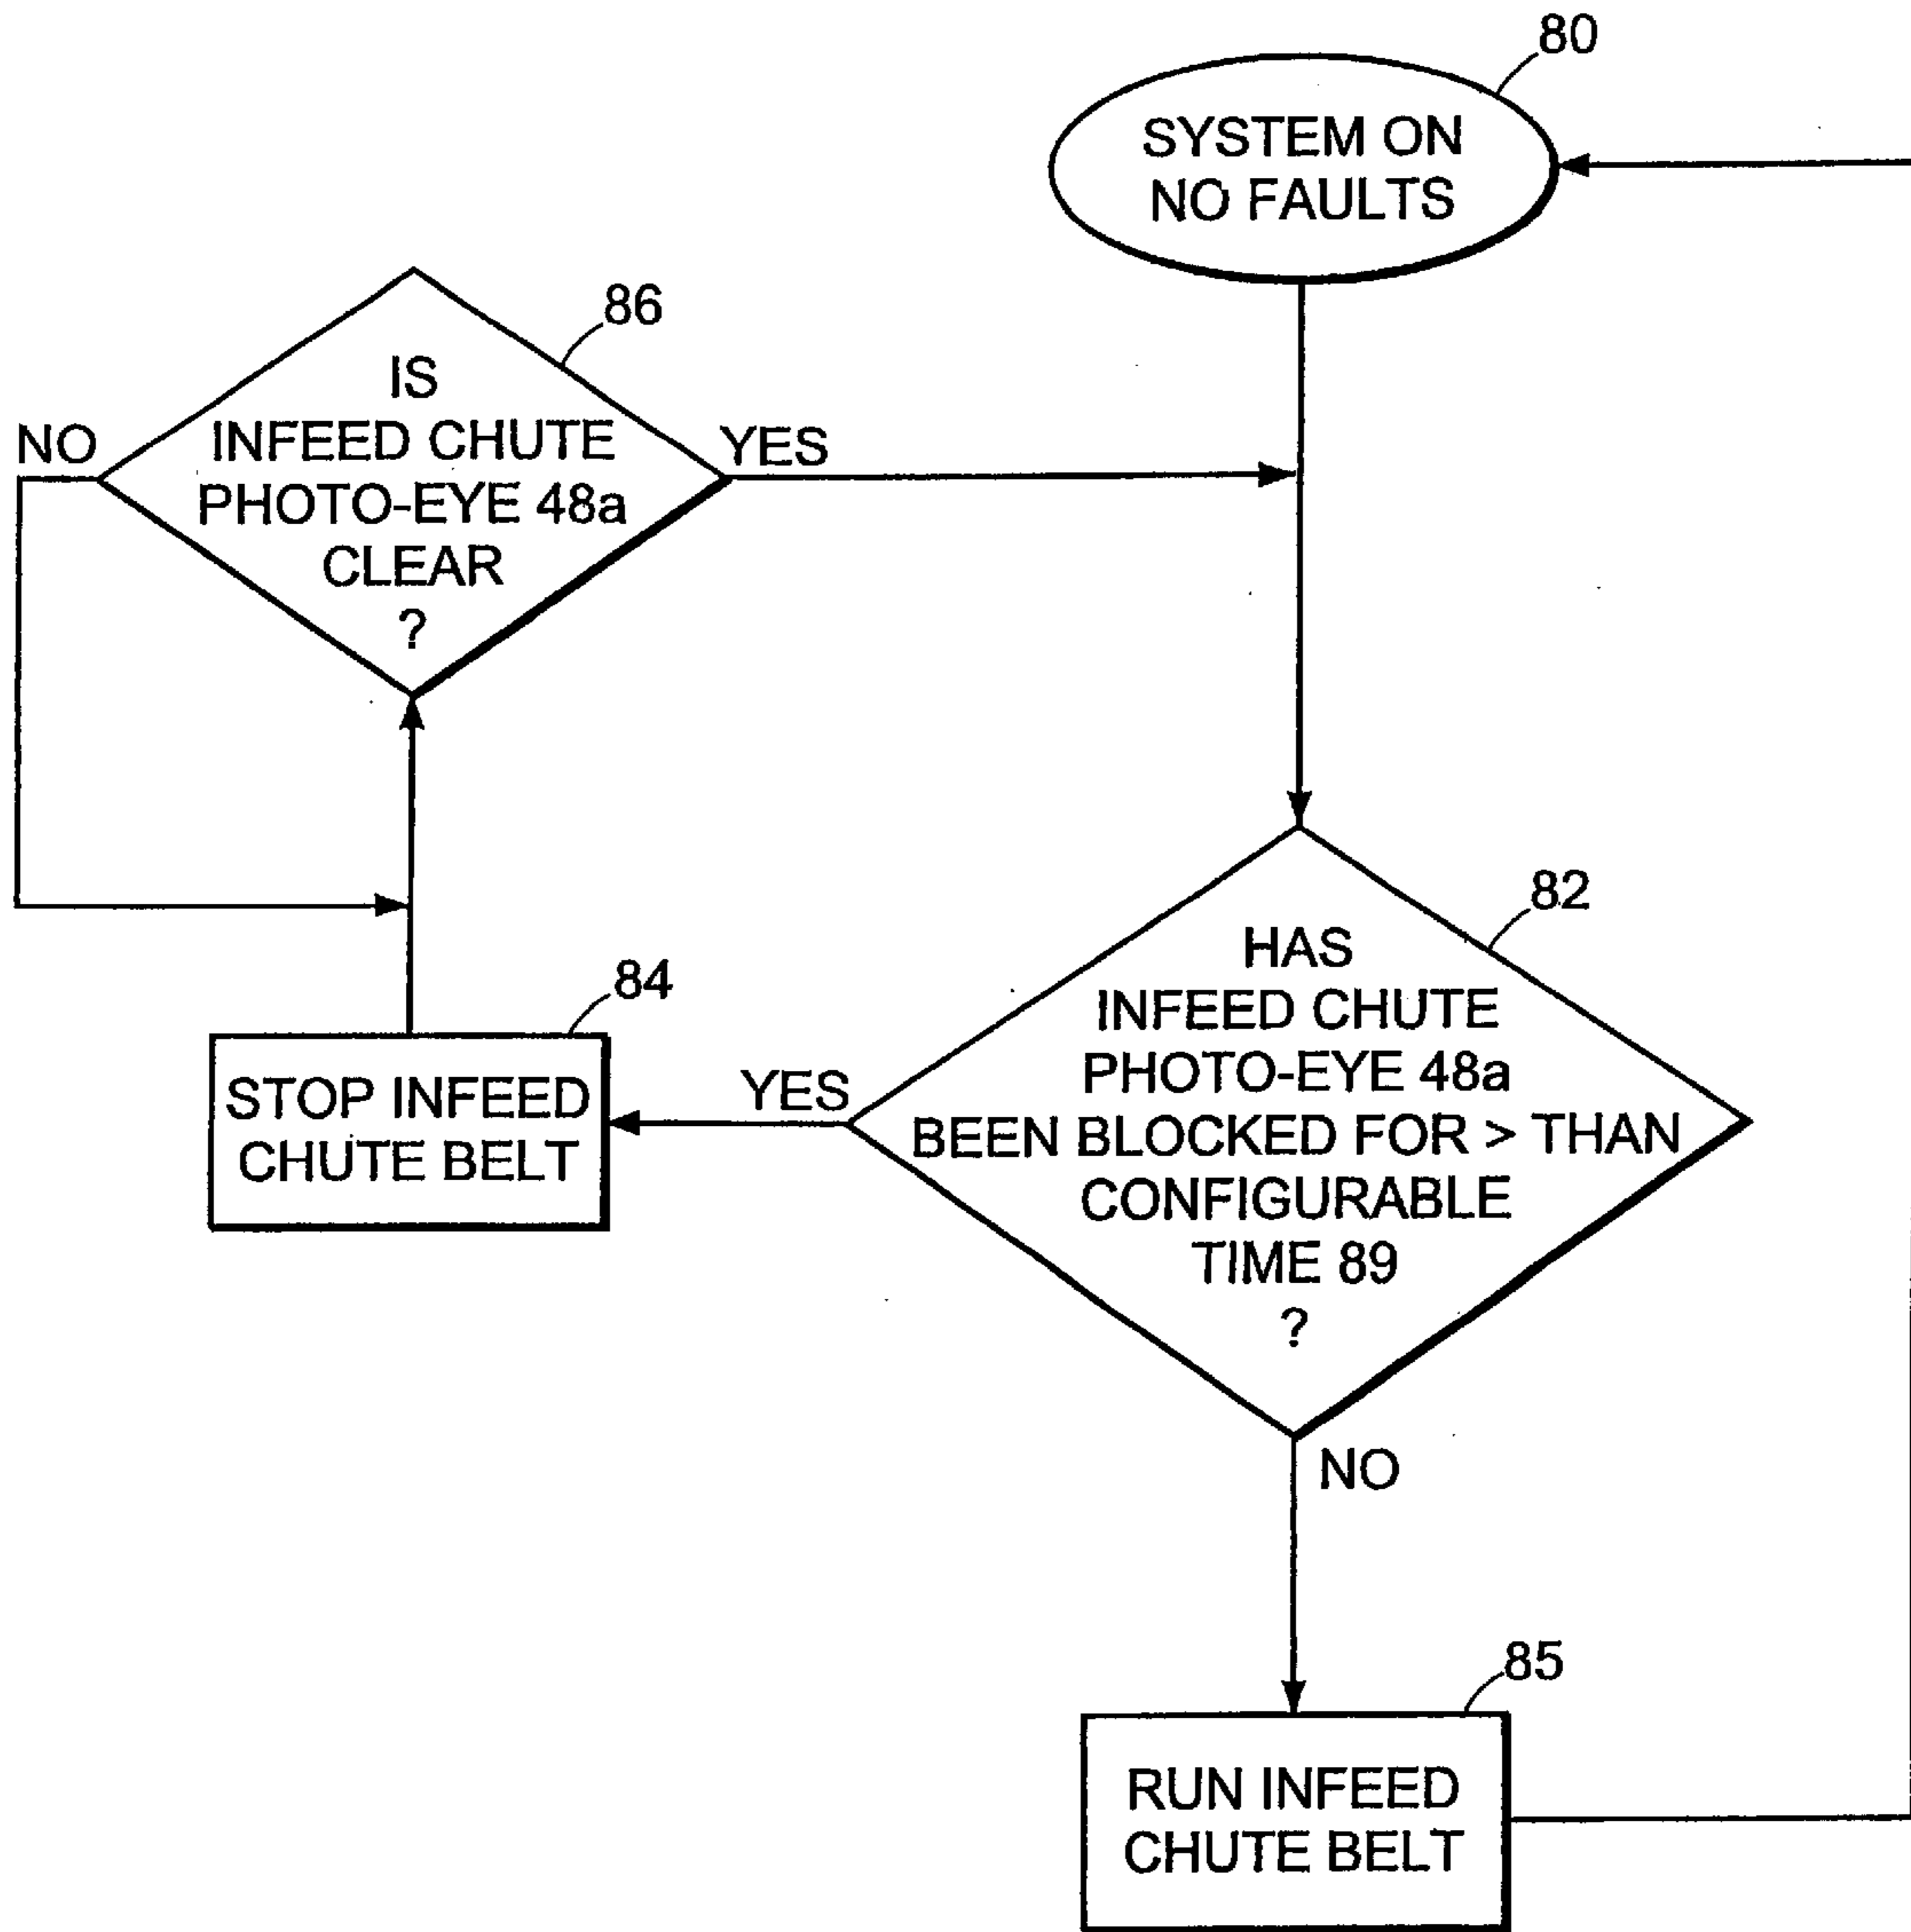 80
SYSTEM ON
NO FAULTS
86
IS
INFEED CHUTE
PHOTO-EYE 48a
CLEAR
?
NO
YES
82
HAS
INFEED CHUTE
PHOTO-EYE 48a
BEEN BLOCKED FOR > THAN
CONFIGURABLE
TIME 89
?
YES
NO
84
STOP INFEED
CHUTE BELT
85
RUN INFEED
CHUTE BELT